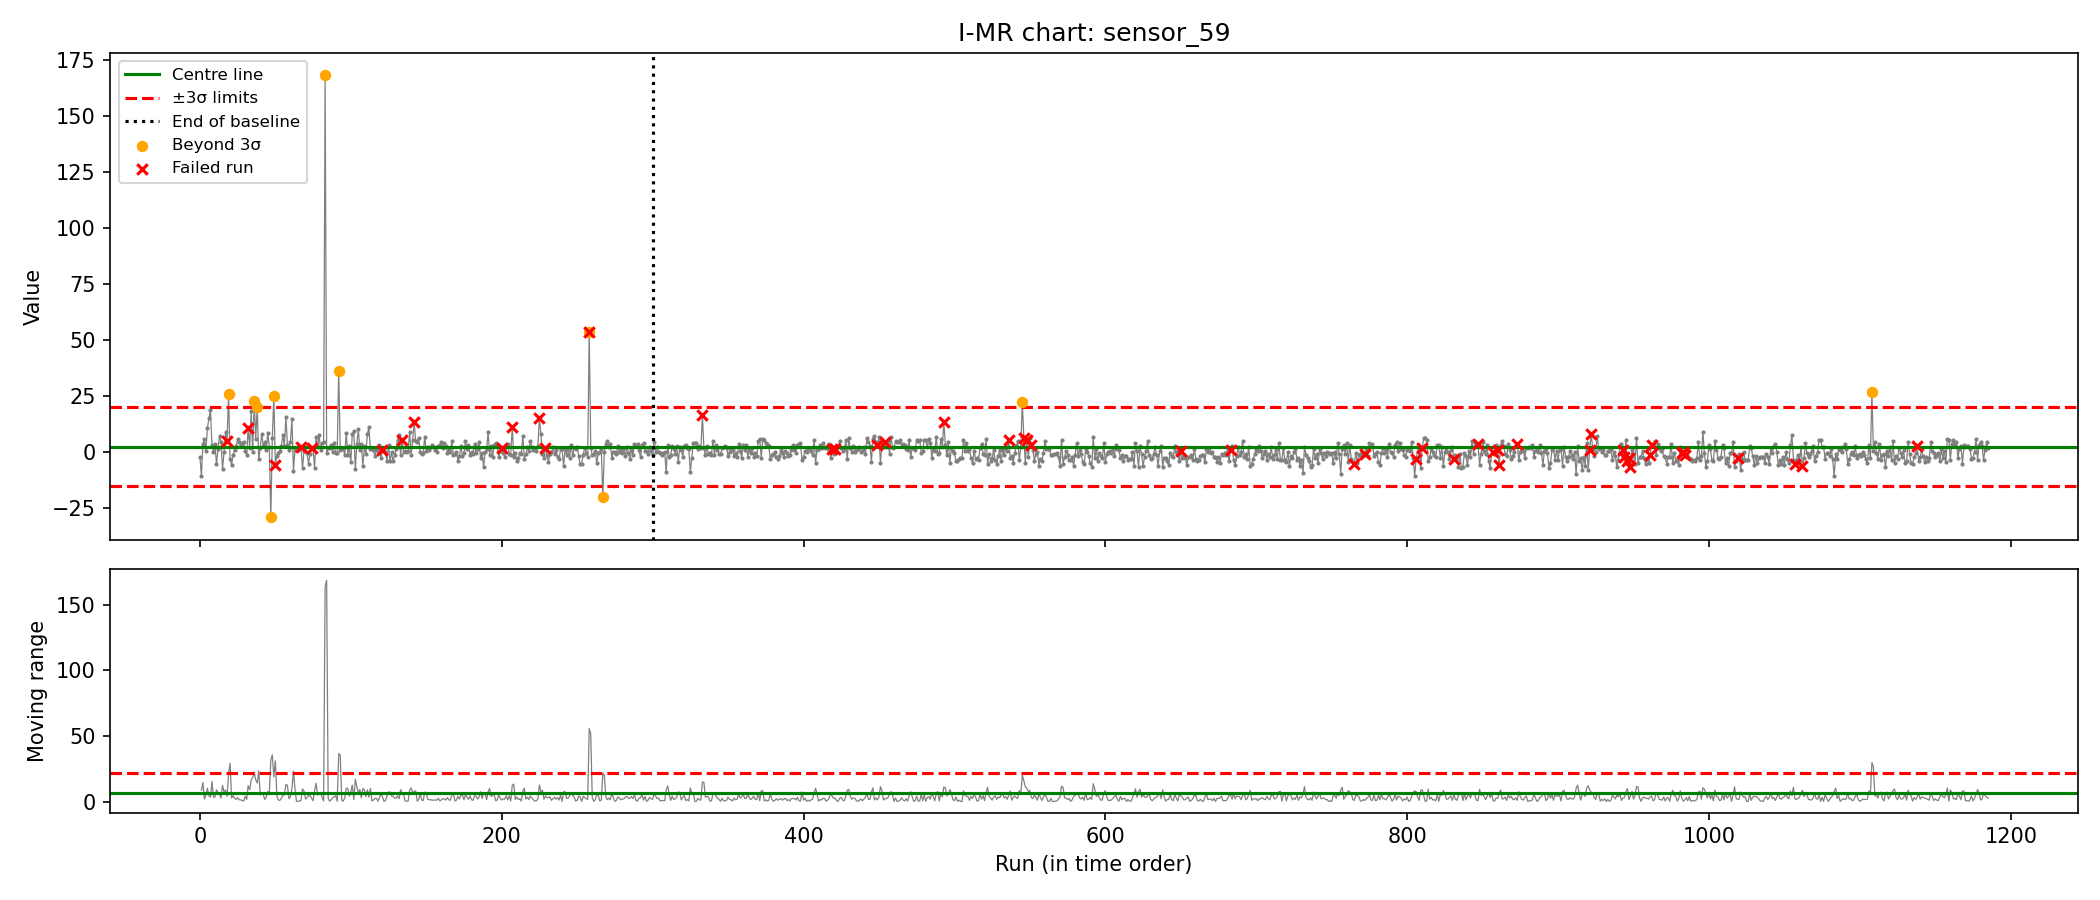 I-MR chart: sensor_59
175
150
125
100
75
50
25
0
−25
Value
Centre line
±3σ limits
End of baseline
Beyond 3σ
Failed run
150
100
50
0
Moving range
0
200
400
600
800
1000
1200
Run (in time order)